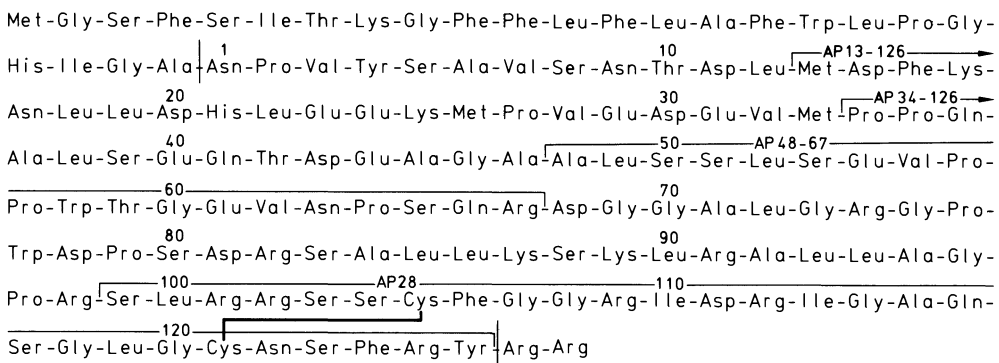 Met-Gly-Ser-Phe-Ser-Ile-Thr-Lys-Gly-Phe-Phe-Leu-Phe-Leu-Ala-Phe-Trp-Leu-Pro-Gly-
1 10 AP13-126
His-Ile-Gly-Ala-Asn-Pro-Val-Tyr-Ser-Ala-Val-Ser-Asn-Thr-Asp-Leu-Met-Asp-Phe-Lys-
20 30 AP34-126
Asn-Leu-Leu-Asp-His-Leu-Glu-Glu-Lys-Met-Pro-Val-Glu-Asp-Glu-Val-Met-Pro-Pro-Gln-
40 50 AP48-67
Ala-Leu-Ser-Glu-Gln-Thr-Asp-Glu-Ala-Gly-Ala-Ala-Leu-Ser-Ser-Leu-Ser-Glu-Val-Pro-
60 70
Pro-Trp-Thr-Gly-Glu-Val-Asn-Pro-Ser-Gln-Arg-Asp-Gly-Gly-Ala-Leu-Gly-Arg-Gly-Pro-
80 90
Trp-Asp-Pro-Ser-Asp-Arg-Ser-Ala-Leu-Leu-Lys-Ser-Lys-Leu-Arg-Ala-Leu-Leu-Ala-Gly-
100 AP28 110
Pro-Arg-Ser-Leu-Arg-Arg-Ser-Ser-Cys-Phe-Gly-Gly-Arg-Ile-Asp-Arg-Ile-Gly-Ala-Gln-
120
Ser-Gly-Leu-Gly-Cys-Asn-Ser-Phe-Arg-Tyr-Arg-Arg